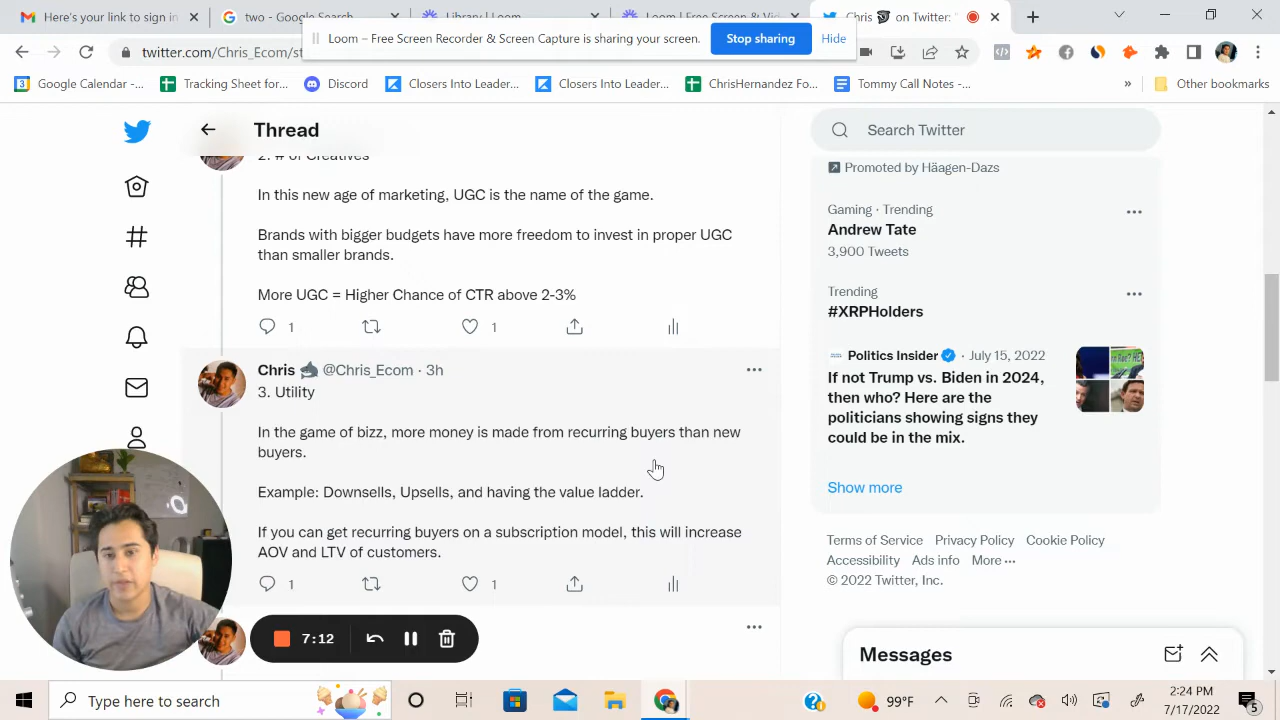 Here's your link to sign i
two
Chris
on Twitter: "
Loom – Free Screen Recorder & Screen Capture is sharing your screen.
Stop sharing
Hide
twitter.com/Chris_Ecom/st
Google Calendar
Tracking Sheet for...
Discord
Closers Into Leader...
Closers Into Leader...
ChrisHernandez Fo...
Tommy Call Notes -...
»
Other bookmarks
Thread
2. # of Creatives
In this new age of marketing, UGC is the name of the game.
Brands with bigger budgets have more freedom to invest in proper UGC
than smaller brands.
More UGC = Higher Chance of CTR above 2-3%
1
1
Chris @Chris_Ecom · 3h
3. Utility
In the game of bizz, more money is made from recurring buyers than new
buyers.
Example: Downsells, Upsells, and having the value ladder.
If you can get recurring buyers on a subscription model, this will increase
AOV and LTV of customers.
1
1
7:12
Search Twitter
Promoted by Häagen-Dazs
Gaming · Trending
Andrew Tate
3,900 Tweets
Trending
#XRPHolders
Politics Insider · July 15, 2022
If not Trump vs. Biden in 2024,
then who? Here are the
politicians showing signs they
could be in the mix.
Show more
Terms of Service Privacy Policy Cookie Policy
Accessibility Ads info More ···
© 2022 Twitter, Inc.
Messages
Type here to search
99°F
2:24 PM
7/17/2022
5